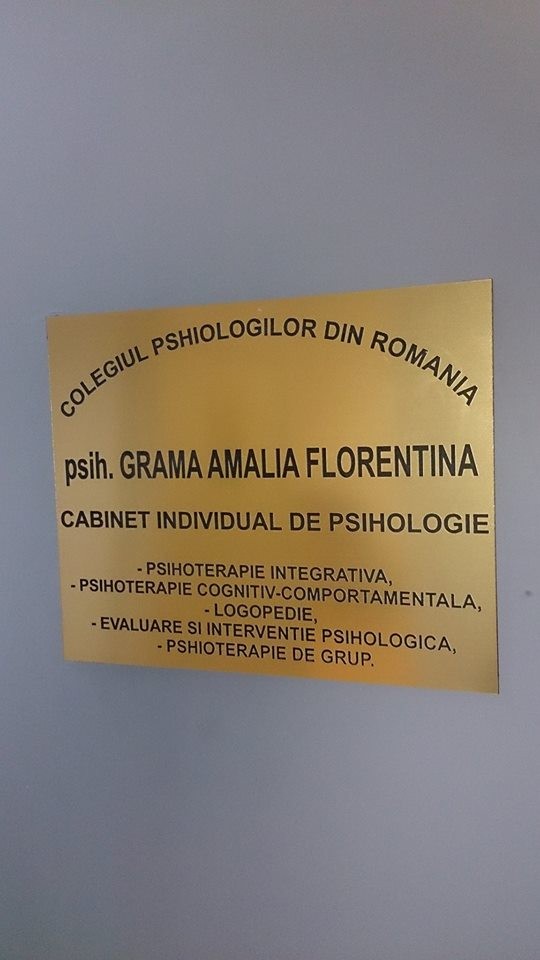 COLEGIUL PSHIOLOGILOR DIN ROMANIA
psih. GRAMA AMALIA FLORENTINA
CABINET INDIVIDUAL DE PSIHOLOGIE
- PSIHOTERAPIE INTEGRATIVA,
- PSIHOTERAPIE COGNITIV-COMPORTAMENTALA,
- LOGOPEDIE,
- EVALUARE SI INTERVENTIE PSIHOLOGICA,
- PSHIOTERAPIE DE GRUP.